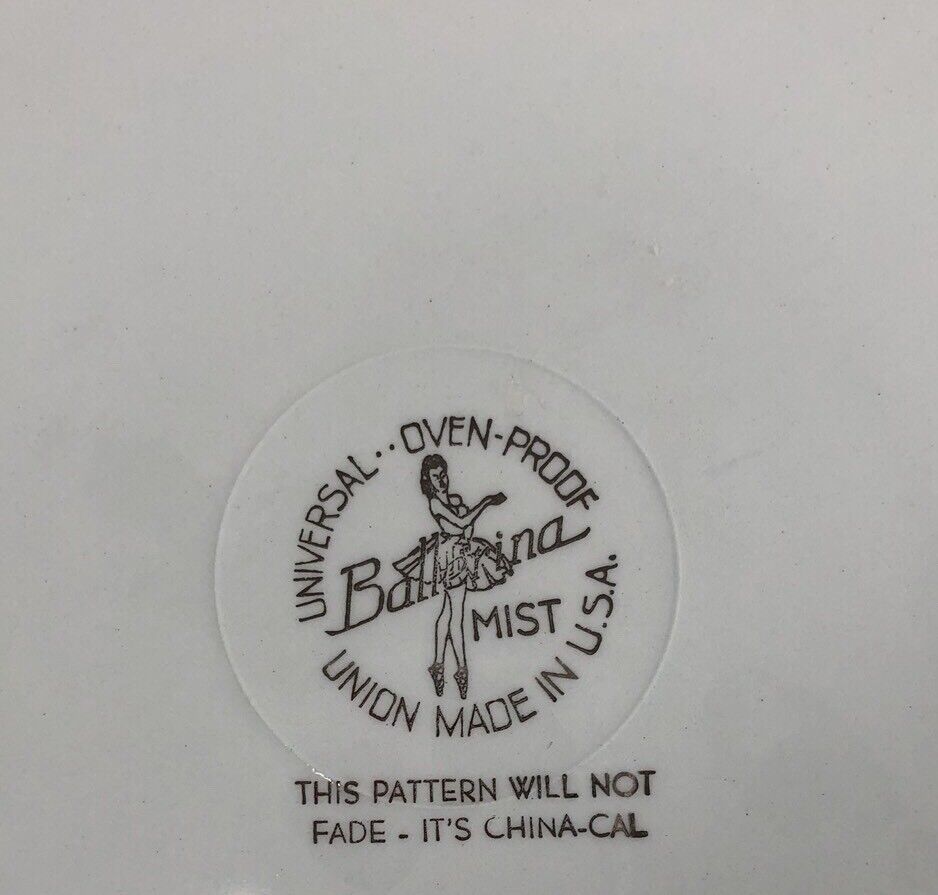 UNIVERSAL·· OVEN-PROOF
Ballerina
MIST
UNION MADE IN U.S.A.
THIS PATTERN WILL NOT
FADE - IT'S CHINA-CAL